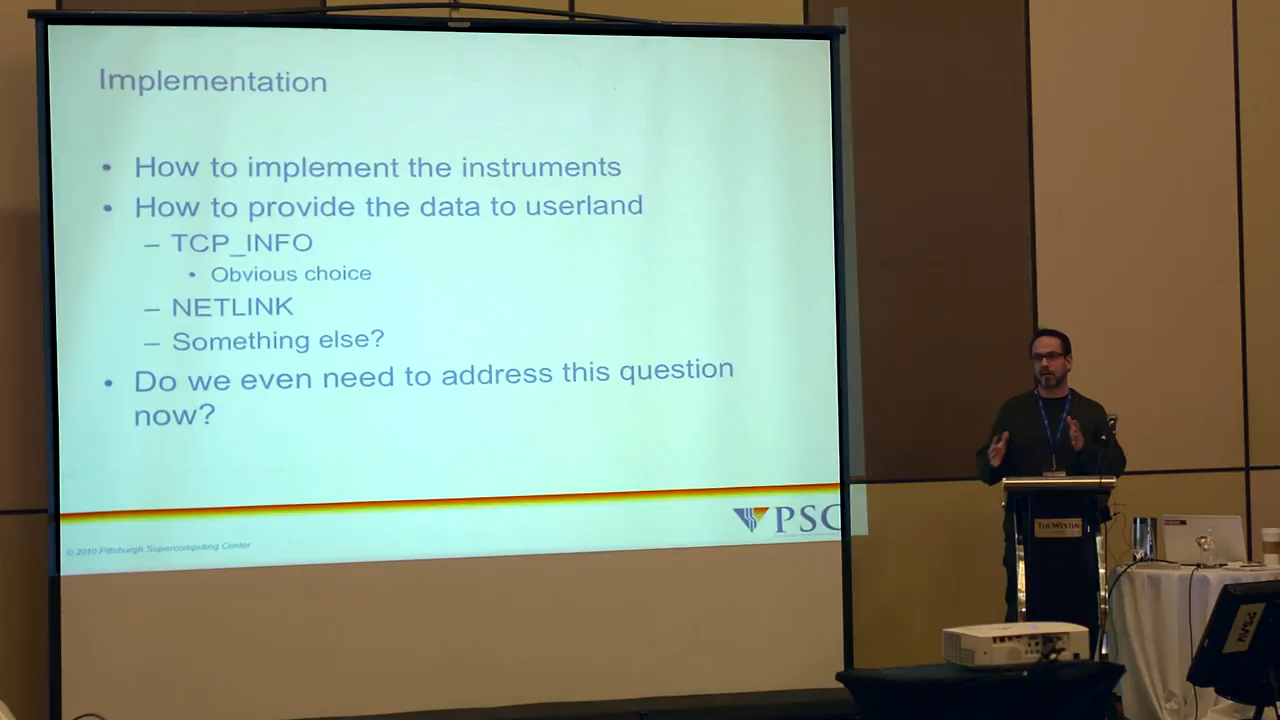 Implementation
• How to implement the instruments
• How to provide the data to userland
– TCP_INFO
• Obvious choice
– NETLINK
– Something else?
• Do we even need to address this question
now?
PSC
© 2010 Pittsburgh Supercomputing Center
THE WESTIN
AVSP